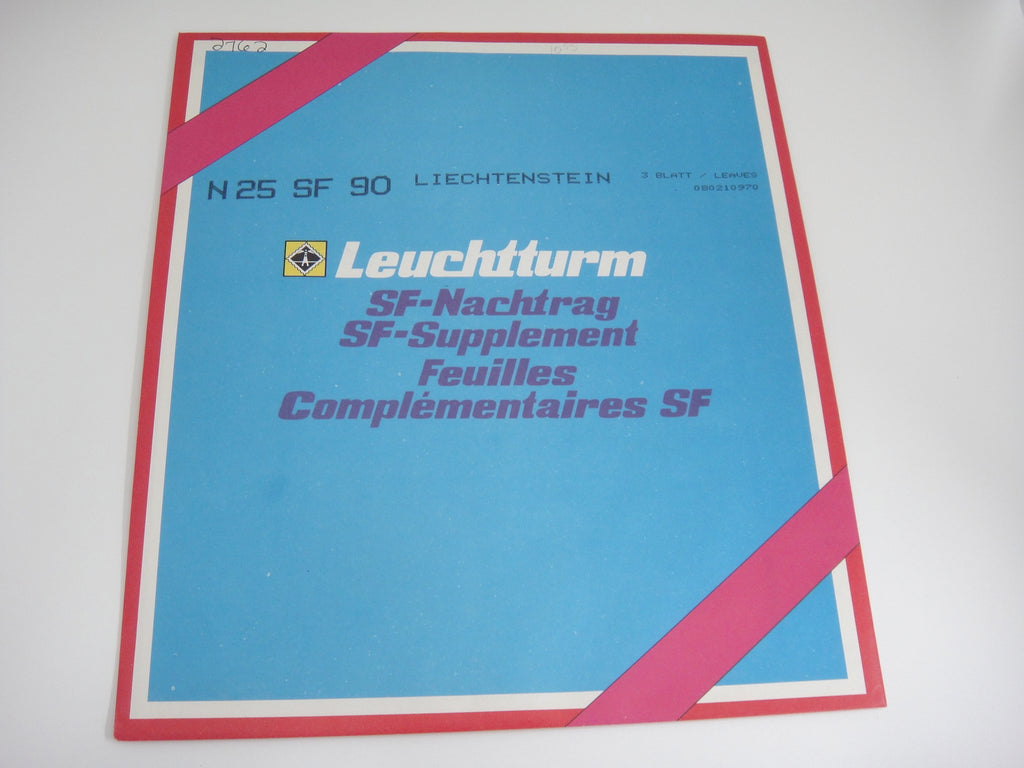 2762
N 25 SF 90 LIECHTENSTEIN 3 BLATT / LEAVES
080210970
Leuchtturm
SF-Nachtrag
SF-Supplement
Feuilles
Complémentaires SF